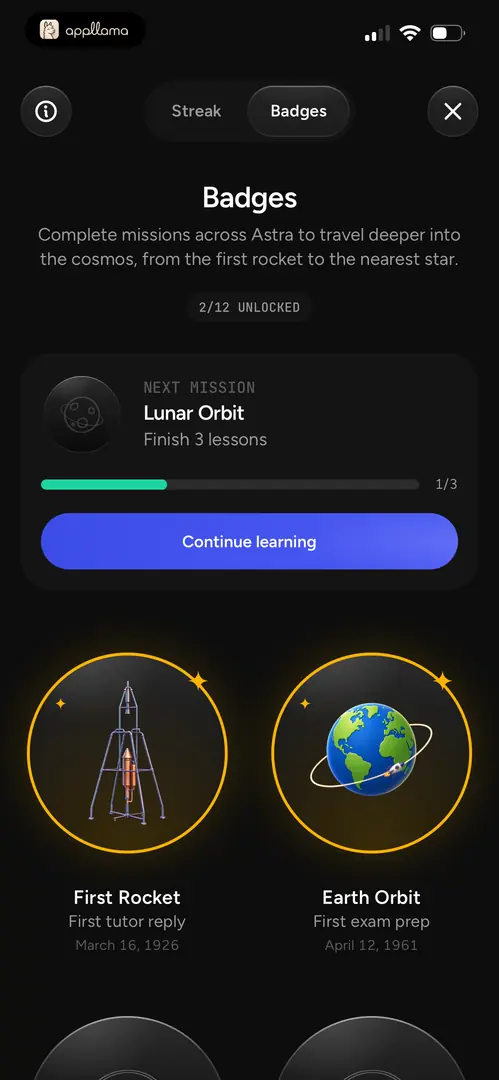 appllama
Streak
Badges
Badges
Complete missions across Astra to travel deeper into
the cosmos, from the first rocket to the nearest star.
2/12 UNLOCKED
NEXT MISSION
Lunar Orbit
Finish 3 lessons
1/3
Continue learning
First Rocket
First tutor reply
March 16, 1926
Earth Orbit
First exam prep
April 12, 1961